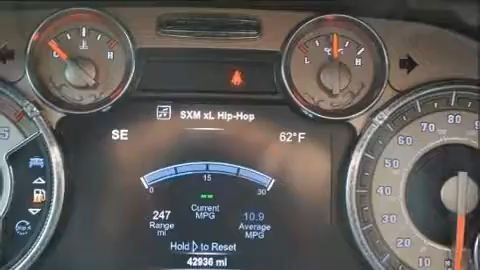 C H
L H
SXM xL Hip-Hop
SE 62°F
0 15 30
Current
MPG
247
Range
mi
10.9
Average
MPG
Hold ▷ to Reset
42936 mi
5
10
20
30
40
50
60
70
80